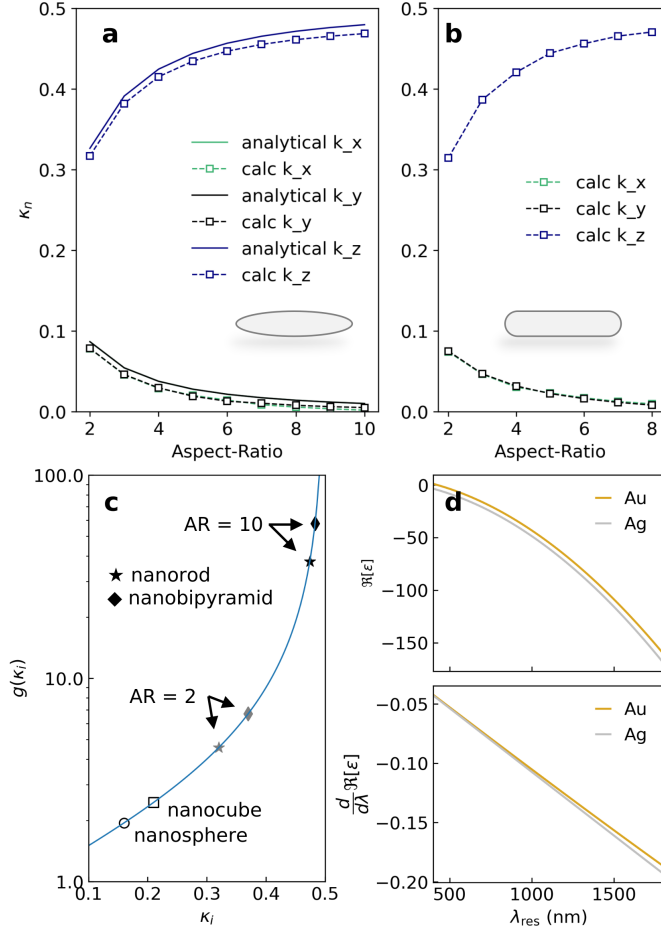 a
0.5
0.4
0.3
0.2
0.1
0.0
κn
analytical k_x
calc k_x
analytical k_y
calc k_y
analytical k_z
calc k_z
2
4
6
8
10
Aspect-Ratio
b
0.5
0.4
0.3
0.2
0.1
0.0
calc k_x
calc k_y
calc k_z
2
3
4
5
6
7
8
Aspect-Ratio
c
100.0
10.0
1.0
g(κi)
AR = 10
nanorod
nanobipyramid
AR = 2
nanocube
nanosphere
0.1
0.2
0.3
0.4
0.5
κi
d
0
−50
−100
−150
ℜ[ε]
Au
Ag
−0.05
−0.10
−0.15
−0.20
d/dλ ℜ[ε]
Au
Ag
500
1000
1500
λres (nm)